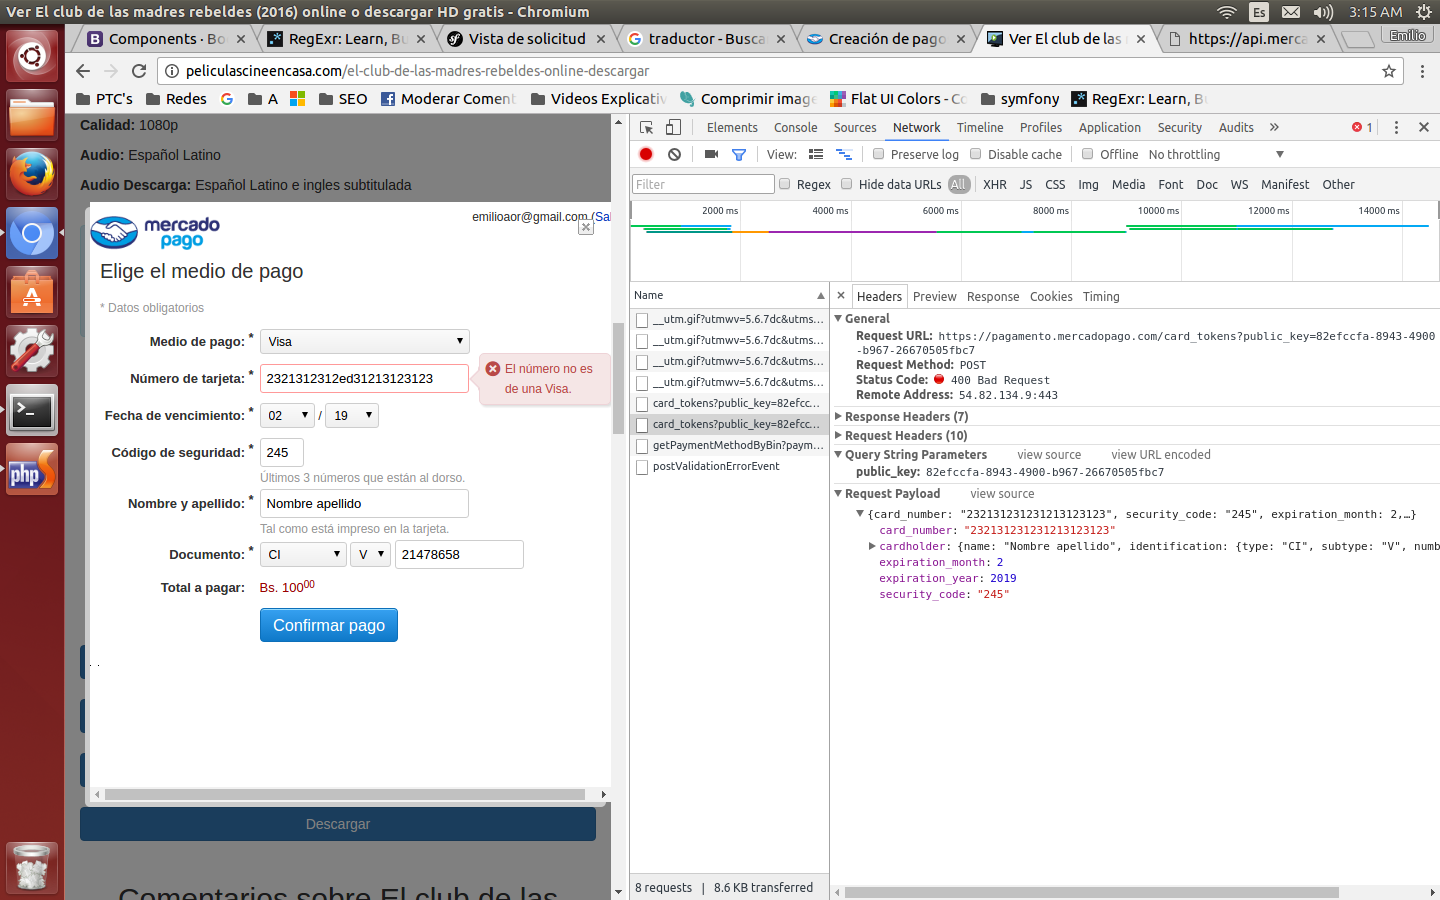 Ver El club de las madres rebeldes (2016) online o descargar HD gratis - Chromium
Es
3:15 AM
Components · Bo
RegExr: Learn, Bu
Vista de solicitud
traductor - Busca
Creación de pago
Ver El club de las
https://api.merca
Emilio
peliculascineencasa.com/el-club-de-las-madres-rebeldes-online-descargar
PTC's
Redes
A
SEO
Moderar Coment
Videos Explicativ
Comprimir image
Flat UI Colors - Co
symfony
RegExr: Learn, Bu
Calidad: 1080p
Audio: Español Latino
Audio Descarga: Español Latino e ingles subtitulada
mercado
pago
emilioaor@gmail.com (Sal
Elige el medio de pago
* Datos obligatorios
Medio de pago: * Visa
Número de tarjeta: * 2321312312ed31213123123
El número no es
de una Visa.
Fecha de vencimiento: * 02 / 19
Código de seguridad: * 245
Últimos 3 números que están al dorso.
Nombre y apellido: * Nombre apellido
Tal como está impreso en la tarjeta.
Documento: * CI V 21478658
Total a pagar: Bs. 10000
Confirmar pago
Descargar
Comentarios sobre El club de las
Elements Console Sources Network Timeline Profiles Application Security Audits » 1
View: Preserve log Disable cache Offline No throttling
Filter Regex Hide data URLs All XHR JS CSS Img Media Font Doc WS Manifest Other
2000 ms 4000 ms 6000 ms 8000 ms 10000 ms 12000 ms 14000 ms
Name
__utm.gif?utmwv=5.6.7dc&utms...
__utm.gif?utmwv=5.6.7dc&utms...
__utm.gif?utmwv=5.6.7dc&utms...
__utm.gif?utmwv=5.6.7dc&utms...
card_tokens?public_key=82efcc...
card_tokens?public_key=82efcc...
getPaymentMethodByBin?paym...
postValidationErrorEvent
8 requests | 8.6 KB transferred
Headers Preview Response Cookies Timing
General
Request URL: https://pagamento.mercadopago.com/card_tokens?public_key=82efccfa-8943-4900
-b967-26670505fbc7
Request Method: POST
Status Code: 400 Bad Request
Remote Address: 54.82.134.9:443
Response Headers (7)
Request Headers (10)
Query String Parameters view source view URL encoded
public_key: 82efccfa-8943-4900-b967-26670505fbc7
Request Payload view source
{card_number: "232131231231213123123", security_code: "245", expiration_month: 2,…}
card_number: "232131231231213123123"
cardholder: {name: "Nombre apellido", identification: {type: "CI", subtype: "V", numb
expiration_month: 2
expiration_year: 2019
security_code: "245"